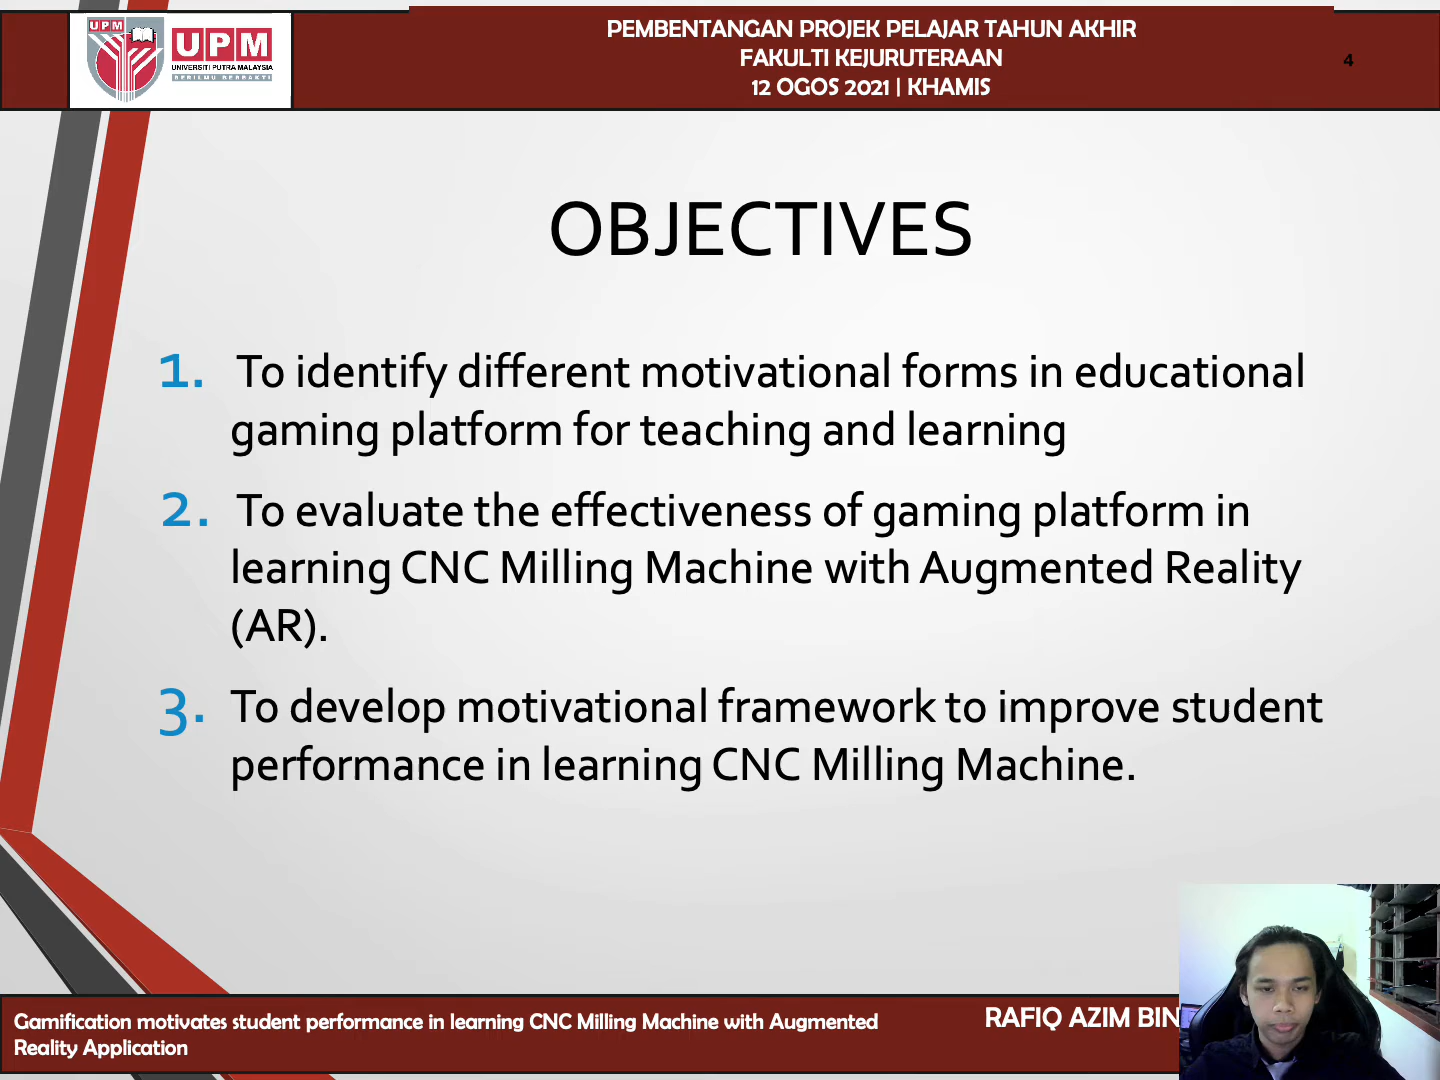 UPM
UPM
UNIVERSITI PUTRA MALAYSIA
BERILMU BERBAKTI
PEMBENTANGAN PROJEK PELAJAR TAHUN AKHIR
FAKULTI KEJURUTERAAN
12 OGOS 2021 | KHAMIS
4
OBJECTIVES
1. To identify different motivational forms in educational
gaming platform for teaching and learning
2. To evaluate the effectiveness of gaming platform in
learning CNC Milling Machine with Augmented Reality
(AR).
3. To develop motivational framework to improve student
performance in learning CNC Milling Machine.
Gamification motivates student performance in learning CNC Milling Machine with Augmented
Reality Application
RAFIQ AZIM BIN